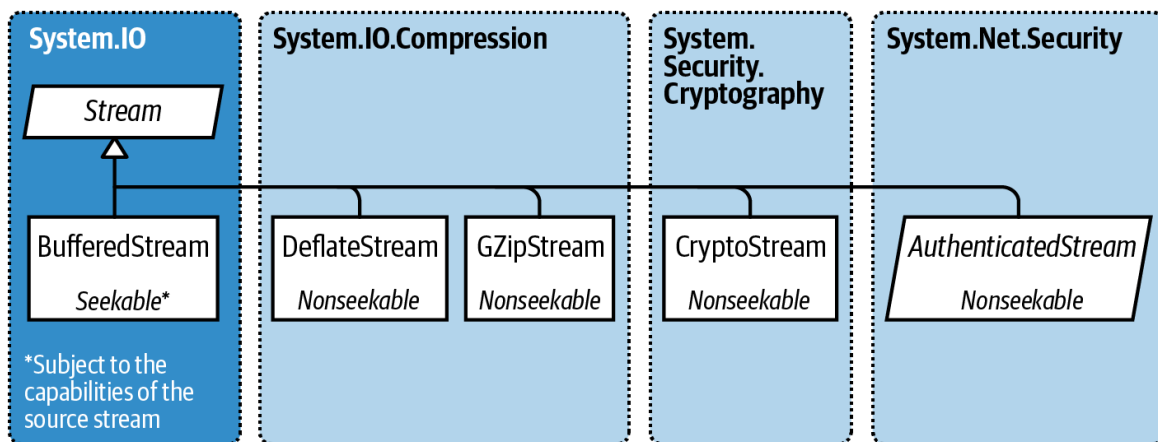 System.IO
Stream
BufferedStream
Seekable*
*Subject to the
capabilities of the
source stream
System.IO.Compression
DeflateStream
Nonseekable
GZipStream
Nonseekable
System.
Security.
Cryptography
CryptoStream
Nonseekable
System.Net.Security
AuthenticatedStream
Nonseekable